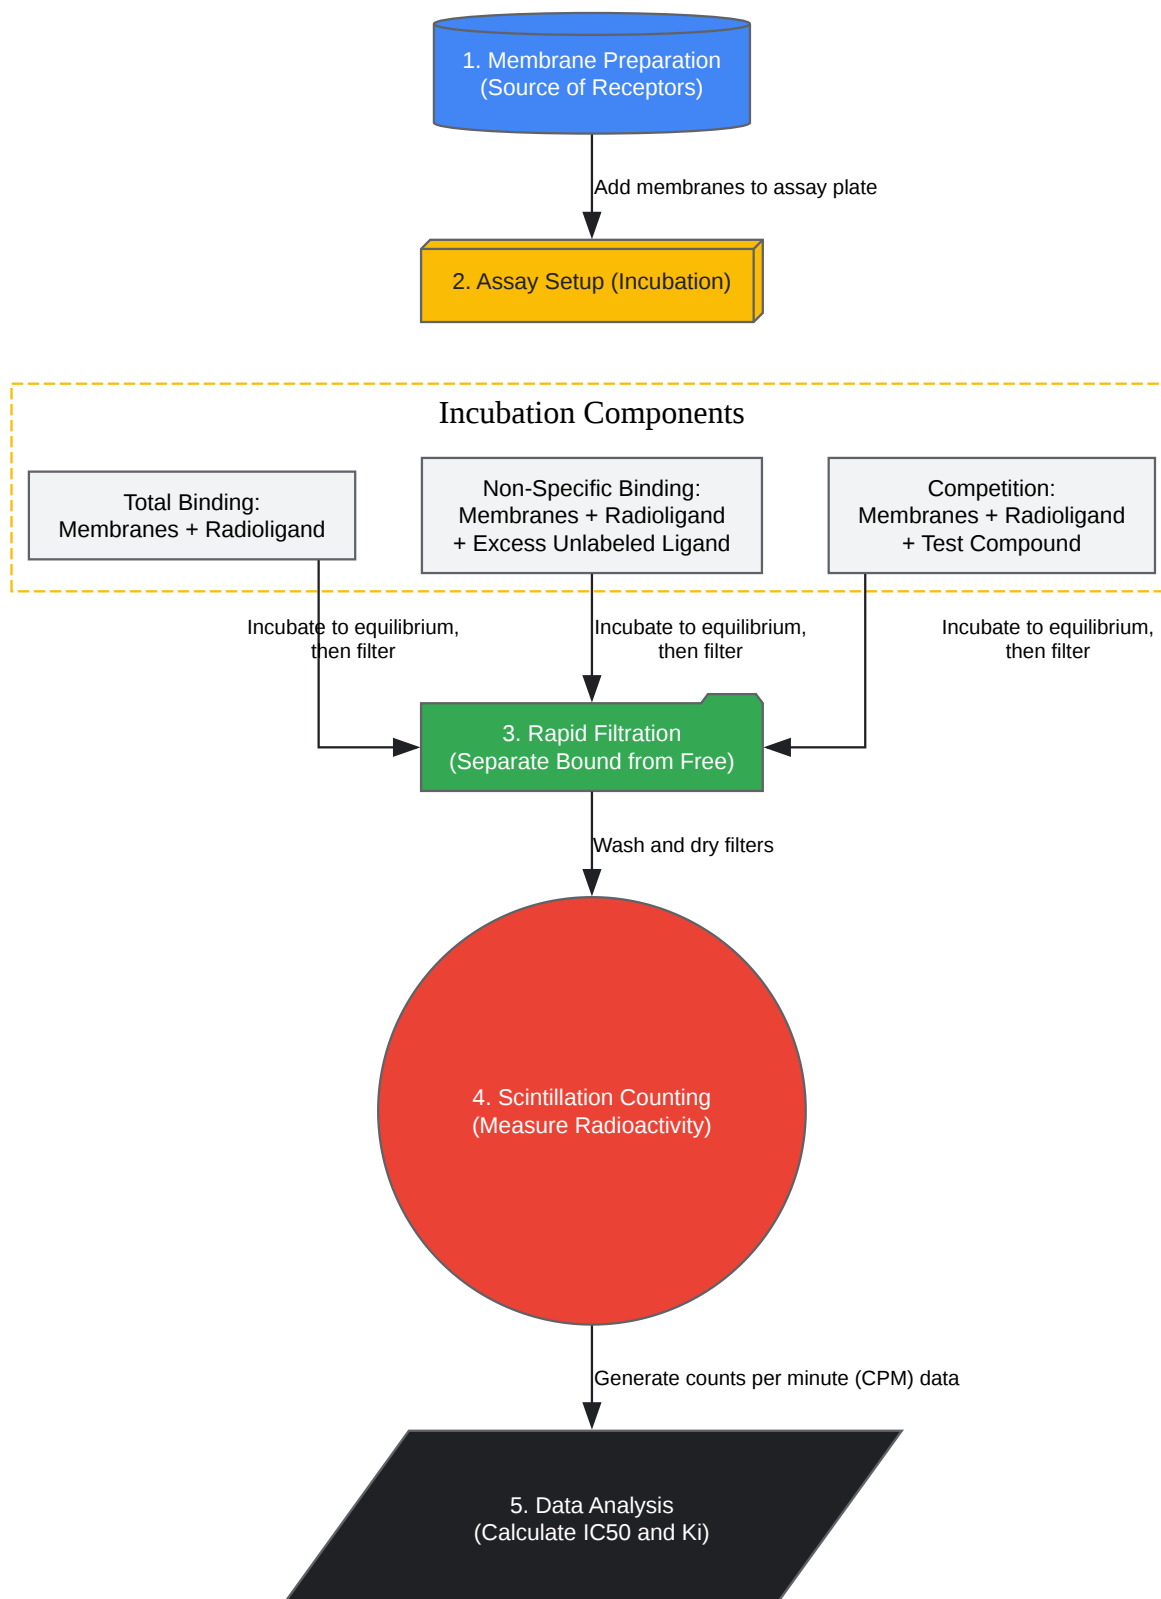 1. Membrane Preparation
(Source of Receptors)
Add membranes to assay plate
2. Assay Setup (Incubation)
Incubation Components
Total Binding:
Membranes + Radioligand
Non-Specific Binding:
Membranes + Radioligand
+ Excess Unlabeled Ligand
Competition:
Membranes + Radioligand
+ Test Compound
Incubate to equilibrium,
then filter
Incubate to equilibrium,
then filter
Incubate to equilibrium,
then filter
3. Rapid Filtration
(Separate Bound from Free)
Wash and dry filters
4. Scintillation Counting
(Measure Radioactivity)
Generate counts per minute (CPM) data
5. Data Analysis
(Calculate IC50 and Ki)